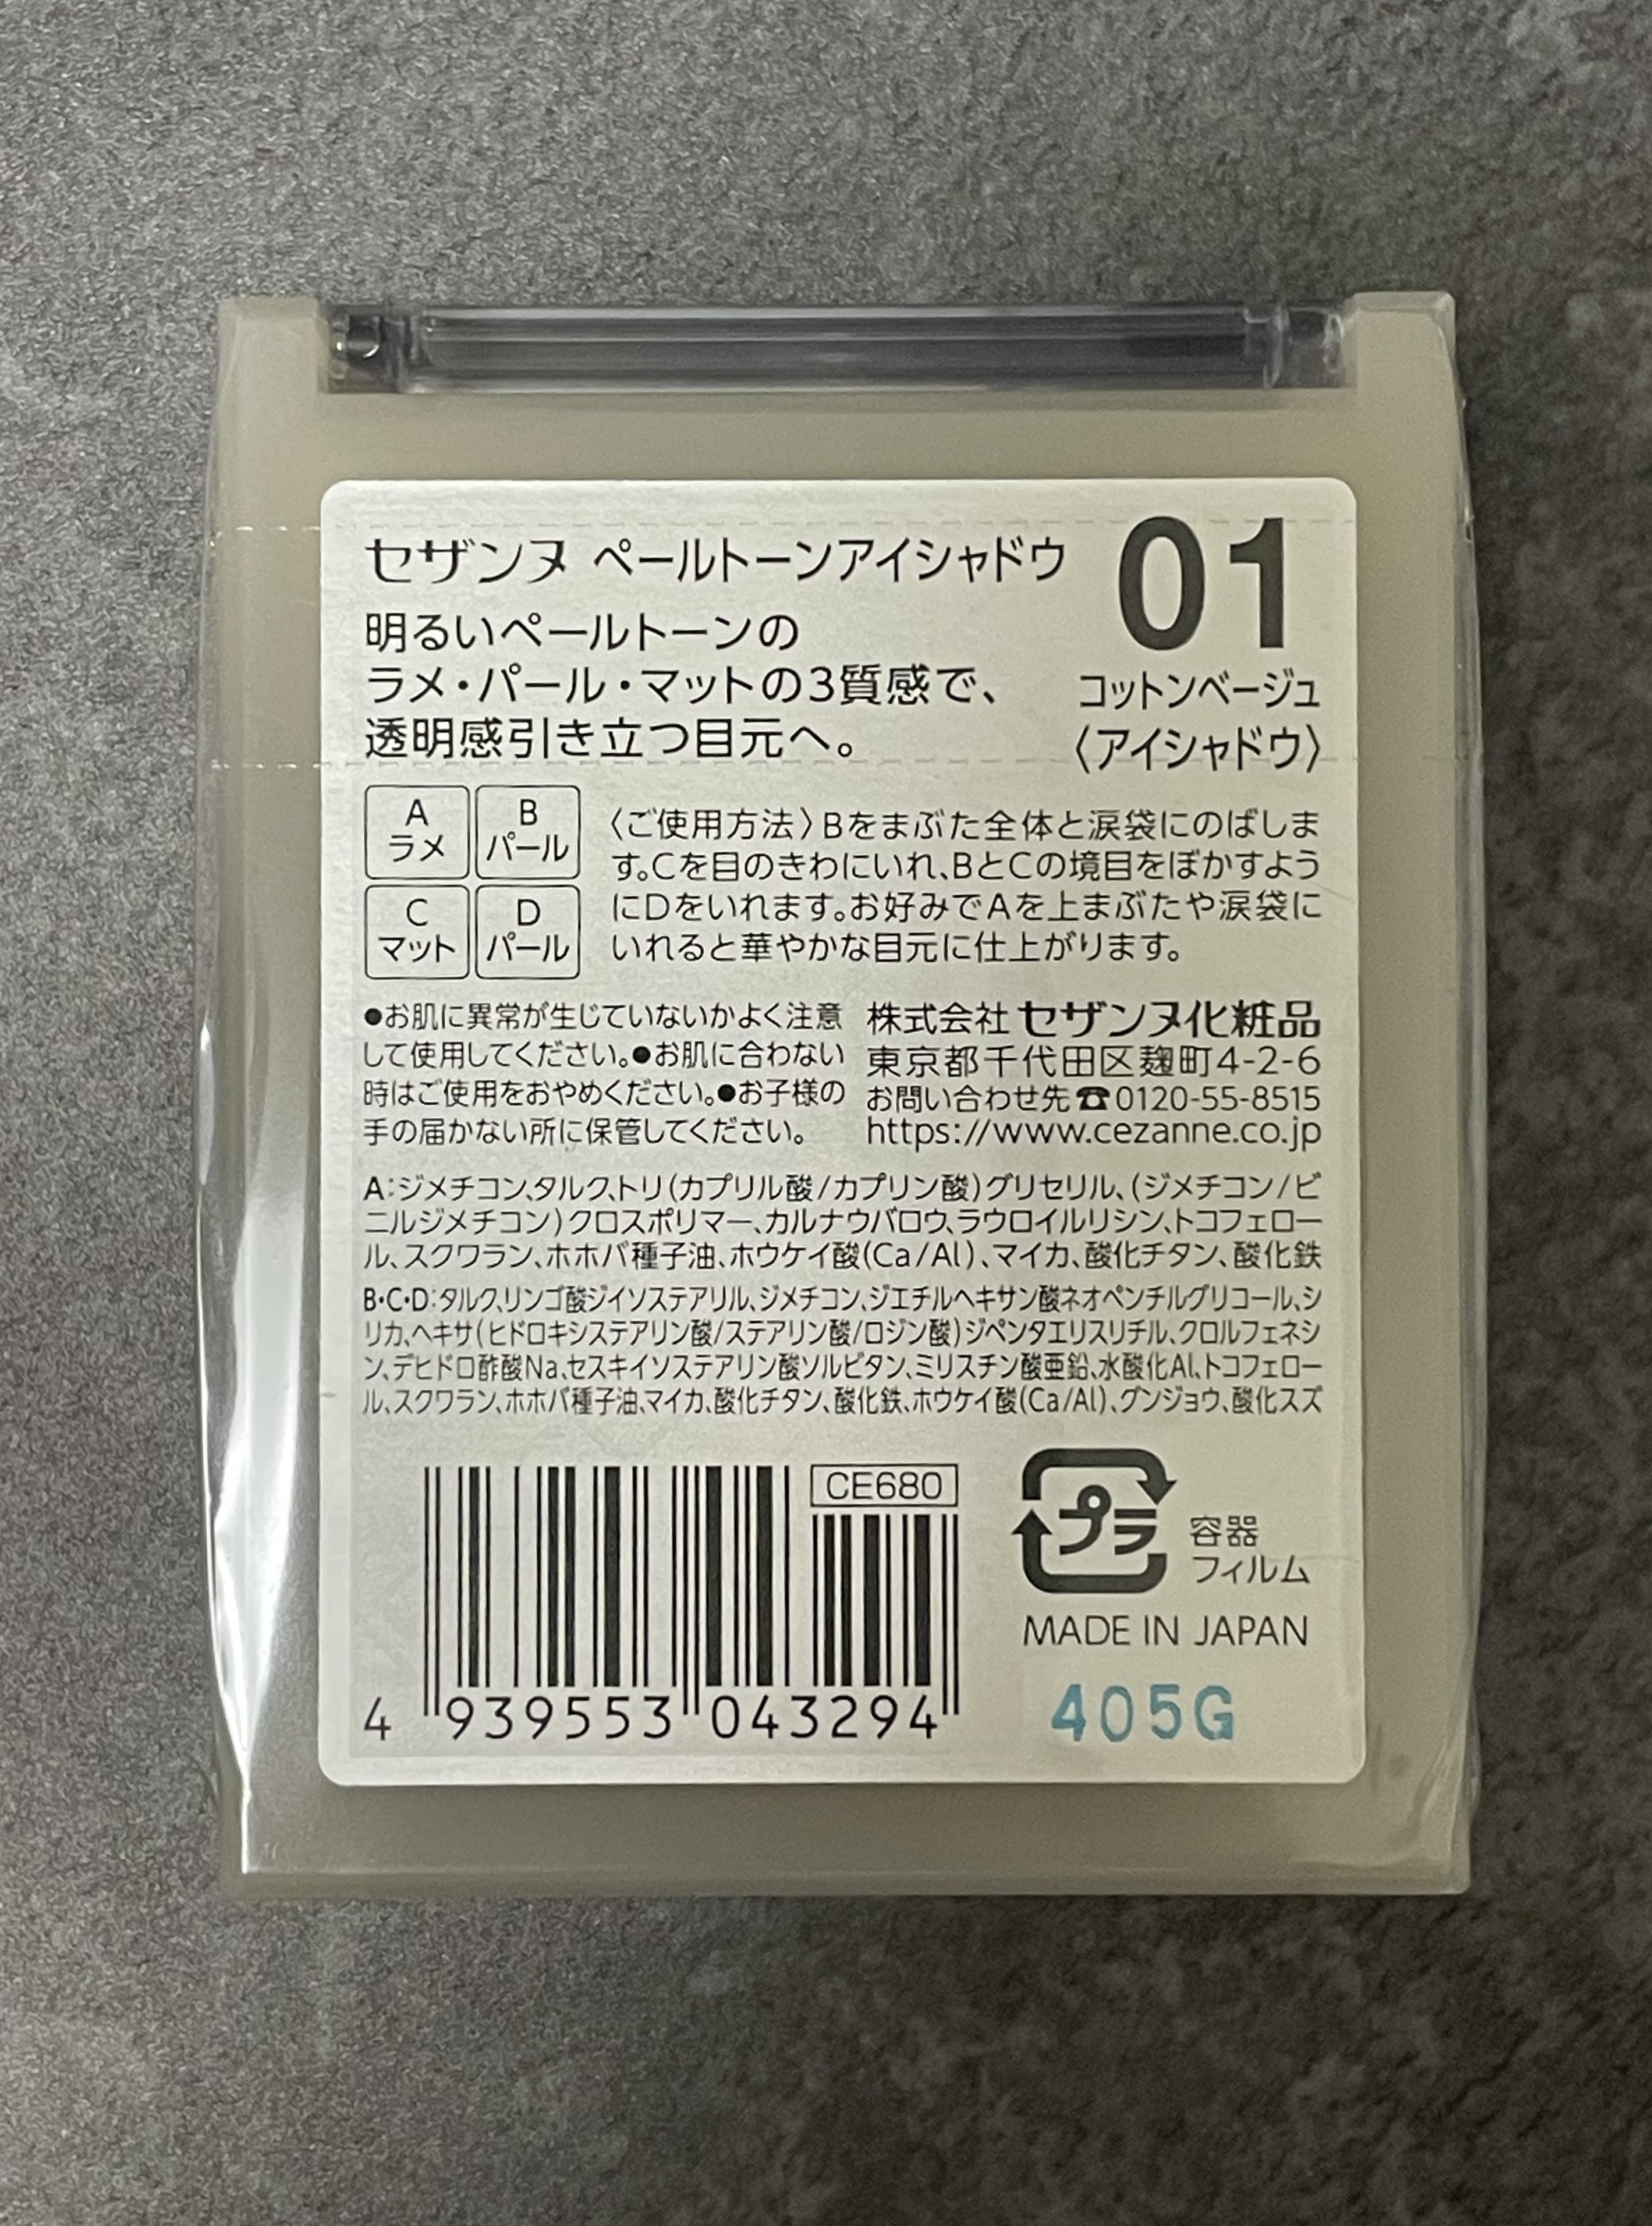 セザンヌ ペールトーンアイシャドウ
01
明るいペールトーンの
ラメ・パール・マットの3質感で、
透明感引き立つ目元へ。
コットンベージュ
〈アイシャドウ〉
A
ラメ
B
パール
C
マット
D
パール
〈ご使用方法〉Bをまぶた全体と涙袋にのばしま
す。Cを目のきわにいれ、BとCの境目をぼかすよう
にDをいれます。お好みでAを上まぶたや涙袋に
いれると華やかな目元に仕上がります。
●お肌に異常が生じていないかよく注意
して使用してください。●お肌に合わない
時はご使用をおやめください。●お子様の
手の届かない所に保管してください。
株式会社 セザンヌ化粧品
東京都千代田区麹町4-2-6
お問い合わせ先☎0120-55-8515
https://www.cezanne.co.jp
A:ジメチコン、タルク、トリ(カプリル酸/カプリン酸)グリセリル、(ジメチコン/ビ
ニルジメチコン)クロスポリマー、カルナウバロウ、ラウロイルリシン、トコフェロー
ル、スクワラン、ホホバ種子油、ホウケイ酸(Ca/Al)、マイカ、酸化チタン、酸化鉄
B・C・D:タルク、リンゴ酸ジイソステアリル、ジメチコン、ジエチルヘキサン酸ネオペンチルグリコール、シ
リカ、ヘキサ(ヒドロキシステアリン酸/ステアリン酸/ロジン酸)ジペンタエリスリチル、クロルフェネシ
ン、デヒドロ酢酸Na、セスキイソステアリン酸ソルビタン、ミリスチン酸亜鉛、水酸化Al、トコフェロー
ル、スクワラン、ホホバ種子油、マイカ、酸化チタン、酸化鉄、ホウケイ酸(Ca/Al)、グンジョウ、酸化スズ
CE680
プラ
容器
フィルム
MADE IN JAPAN
4 939553 043294
405G